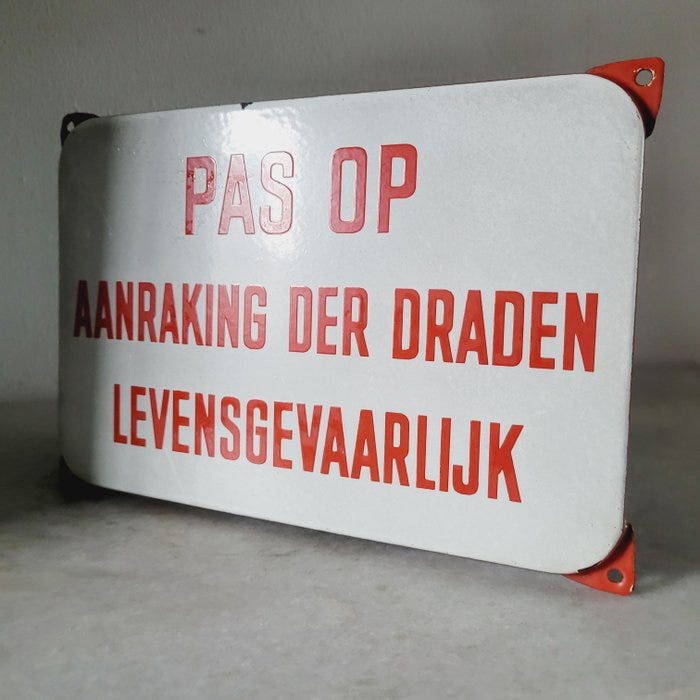 PAS OP
AANRAKING DER DRADEN
LEVENSGEVAARLIJK